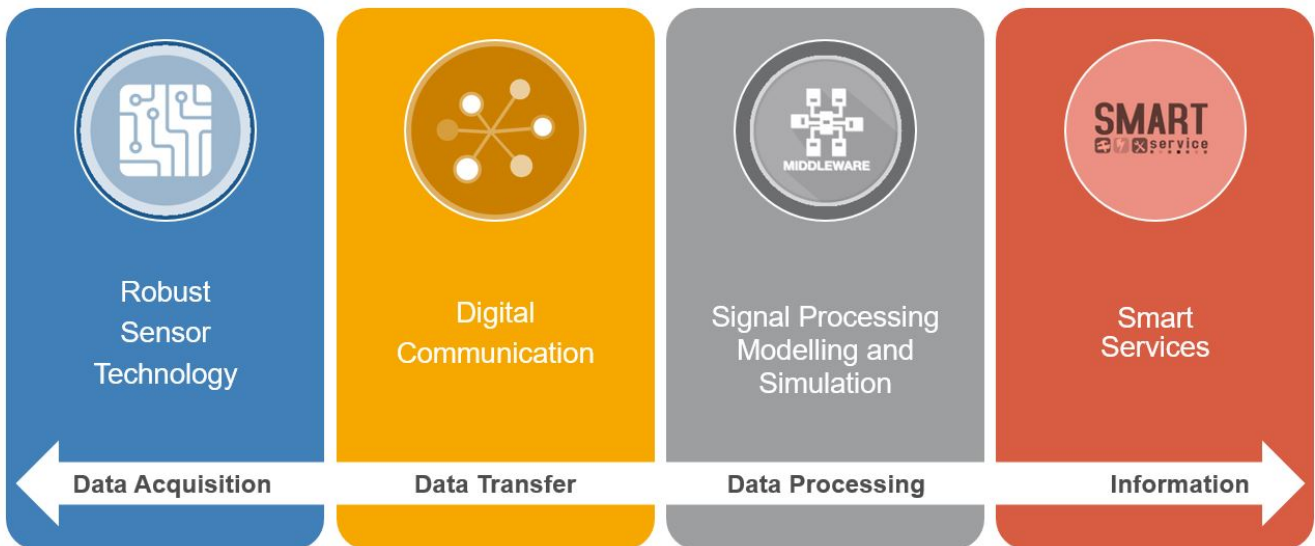 MIDDLEWARE
SMART
service
Robust
Sensor
Technology
Digital
Communication
Signal Processing
Modelling and
Simulation
Smart
Services
Data Acquisition
Data Transfer
Data Processing
Information